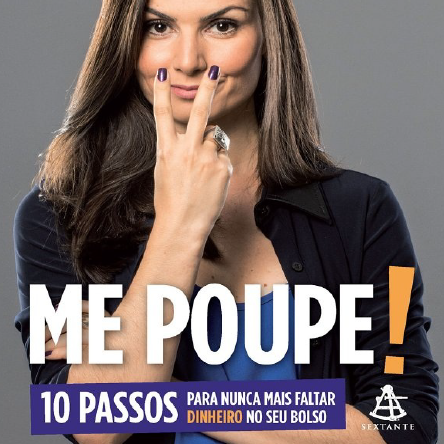 ME POUPE!
10 PASSOS PARA NUNCA MAIS FALTAR
DINHEIRO NO SEU BOLSO
SEXTANTE